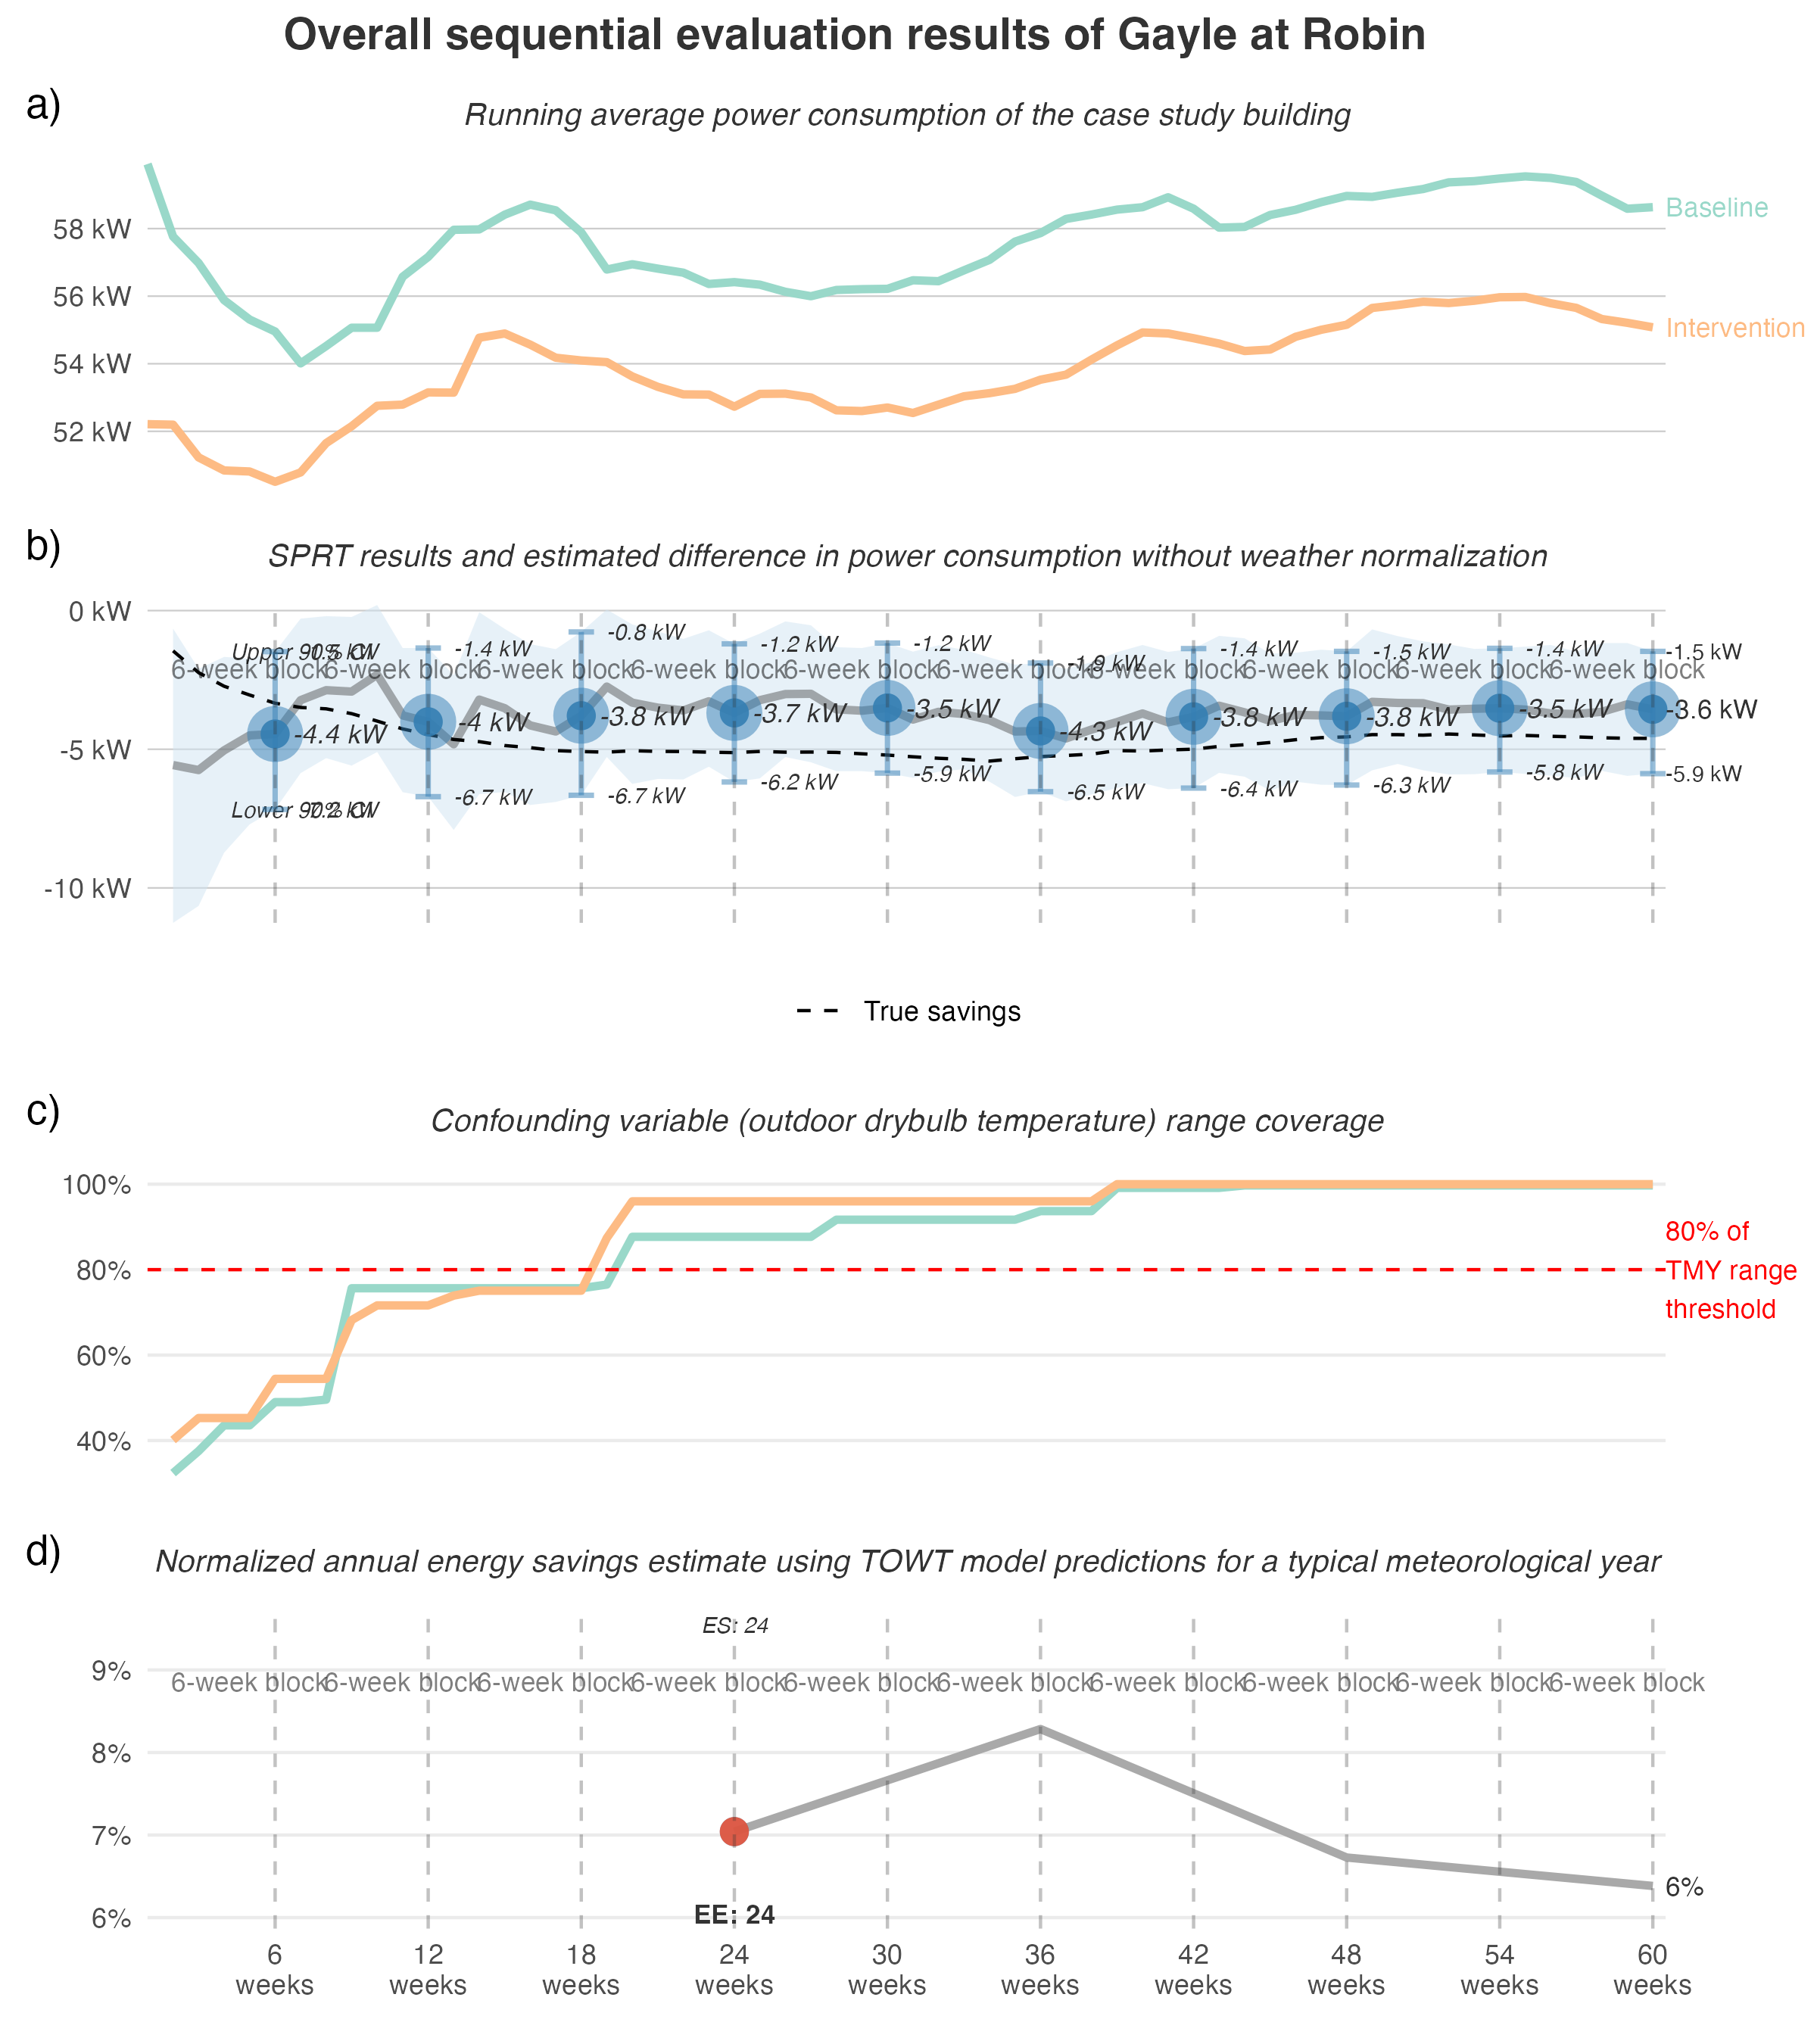 Overall sequential evaluation results of Gayle at Robin
a)
Running average power consumption of the case study building
58 kW
56 kW
54 kW
52 kW
Baseline
Intervention
b)
SPRT results and estimated difference in power consumption without weather normalization
0 kW
-5 kW
-10 kW
Upper 90% CI
-1.5 kW
-1.4 kW
-0.8 kW
-1.2 kW
-1.2 kW
-1.9 kW
-1.4 kW
-1.5 kW
-1.4 kW
-1.5 kW
6-week block
6-week block
6-week block
6-week block
6-week block
6-week block
6-week block
6-week block
6-week block
6-week block
-4.4 kW
-4 kW
-3.8 kW
-3.7 kW
-3.5 kW
-4.3 kW
-3.8 kW
-3.8 kW
-3.5 kW
-3.6 kW
Lower 90% CI
-7.2 kW
-6.7 kW
-6.7 kW
-6.2 kW
-5.9 kW
-6.5 kW
-6.4 kW
-6.3 kW
-5.8 kW
-5.9 kW
True savings
c)
Confounding variable (outdoor drybulb temperature) range coverage
100%
80%
60%
40%
80% of
TMY range
threshold
d)
Normalized annual energy savings estimate using TOWT model predictions for a typical meteorological year
ES: 24
9%
8%
7%
6%
6-week block
6-week block
6-week block
6-week block
6-week block
6-week block
6-week block
6-week block
6-week block
6-week block
6%
EE: 24
6
weeks
12
weeks
18
weeks
24
weeks
30
weeks
36
weeks
42
weeks
48
weeks
54
weeks
60
weeks